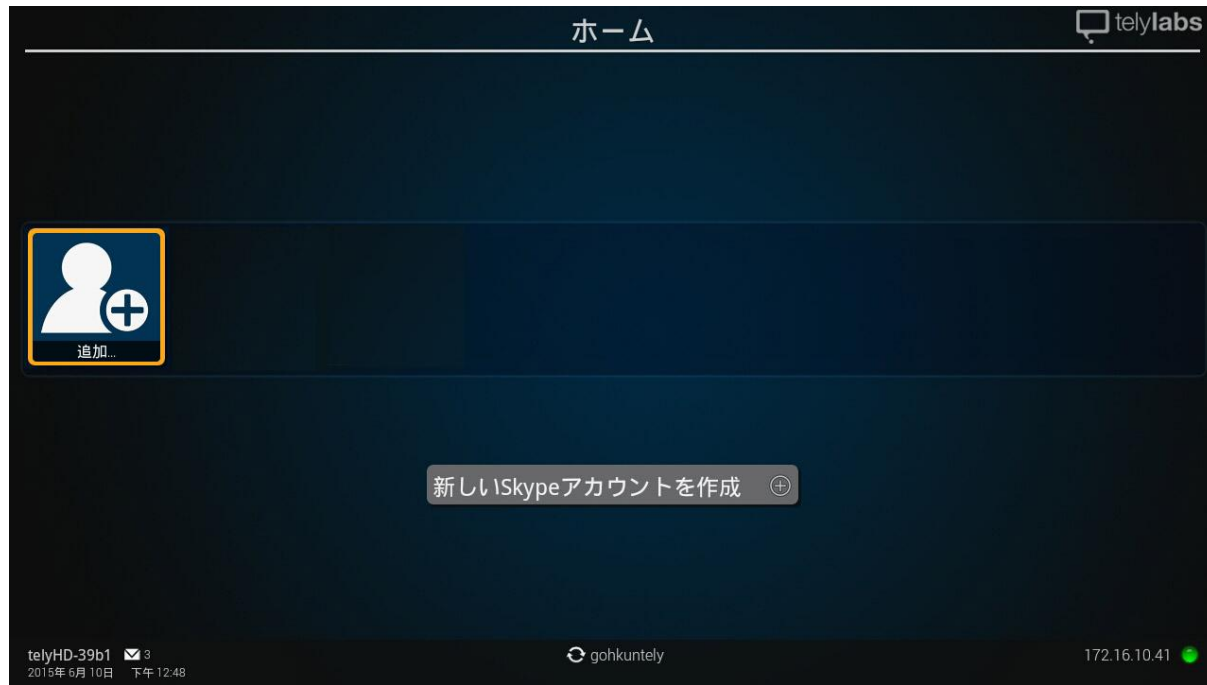 ホーム
telylabs
追加...
新しいSkypeアカウントを作成
telyHD-39b1 3
2015年 6月 10日 下午 12:48
gohkuntely
172.16.10.41